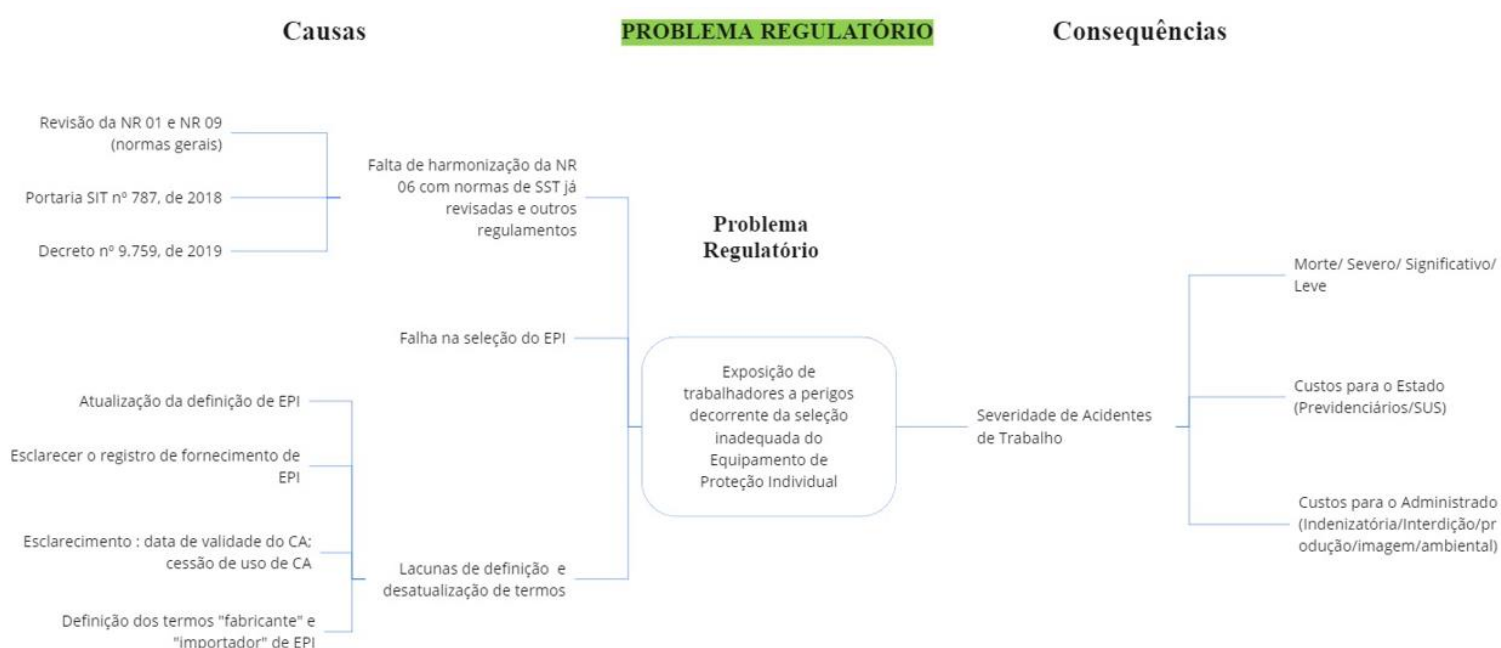 Causas
PROBLEMA REGULATÓRIO
Consequências
Revisão da NR 01 e NR 09
(normas gerais)
Portaria SIT nº 787, de 2018
Decreto nº 9.759, de 2019
Falta de harmonização da NR
06 com normas de SST já
revisadas e outros
regulamentos
Falha na seleção do EPI
Atualização da definição de EPI
Esclarecer o registro de fornecimento de
EPI
Esclarecimento : data de validade do CA;
cessão de uso de CA
Definição dos termos "fabricante" e
"importador" de EPI
Lacunas de definição e
desatualização de termos
Problema
Regulatório
Exposição de
trabalhadores a perigos
decorrente da seleção
inadequada do
Equipamento de
Proteção Individual
Severidade de Acidentes
de Trabalho
Morte/ Severo/ Significativo/
Leve
Custos para o Estado
(Previdenciários/SUS)
Custos para o Administrado
(Indenizatória/Interdição/pr
odução/imagem/ambiental)